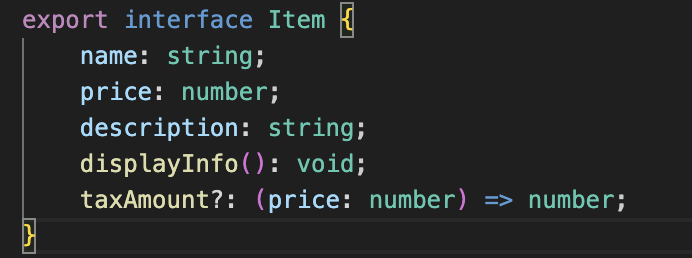 export interface Item {
    name: string;
    price: number;
    description: string;
    displayInfo(): void;
    taxAmount?: (price: number) => number;
}